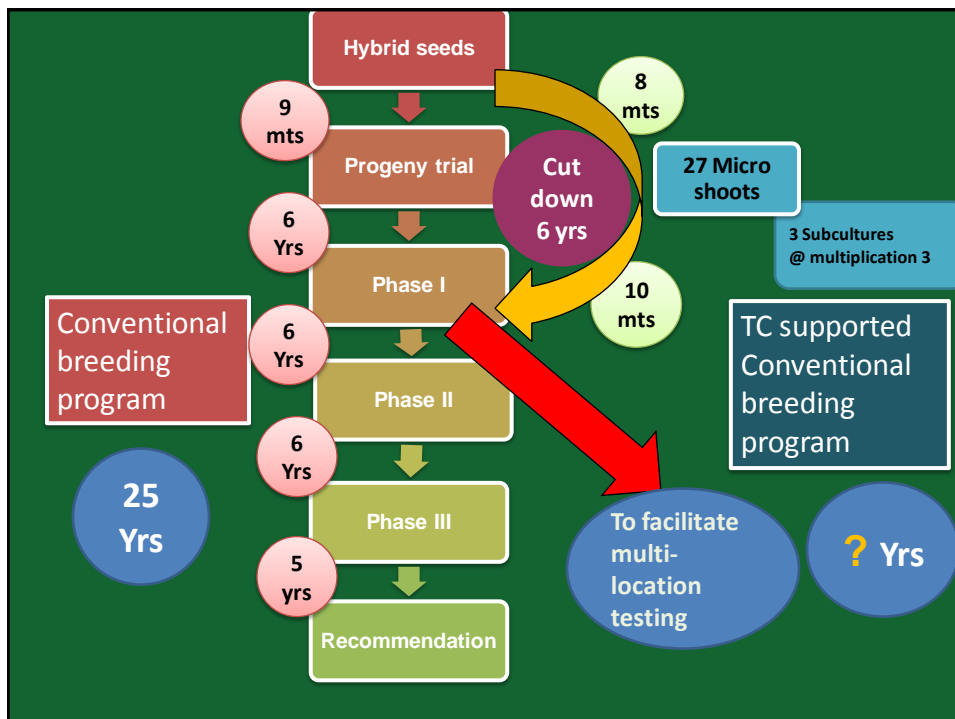 Hybrid seeds
8
mts
9
mts
Progeny trial
Cut
down
6 yrs
27 Micro
shoots
3 Subcultures
@ multiplication 3
6
Yrs
Phase I
10
mts
Conventional
breeding
program
6
Yrs
TC supported
Conventional
breeding
program
Phase II
6
Yrs
25
Yrs
Phase III
To facilitate
multi-
location
testing
? Yrs
5
yrs
Recommendation